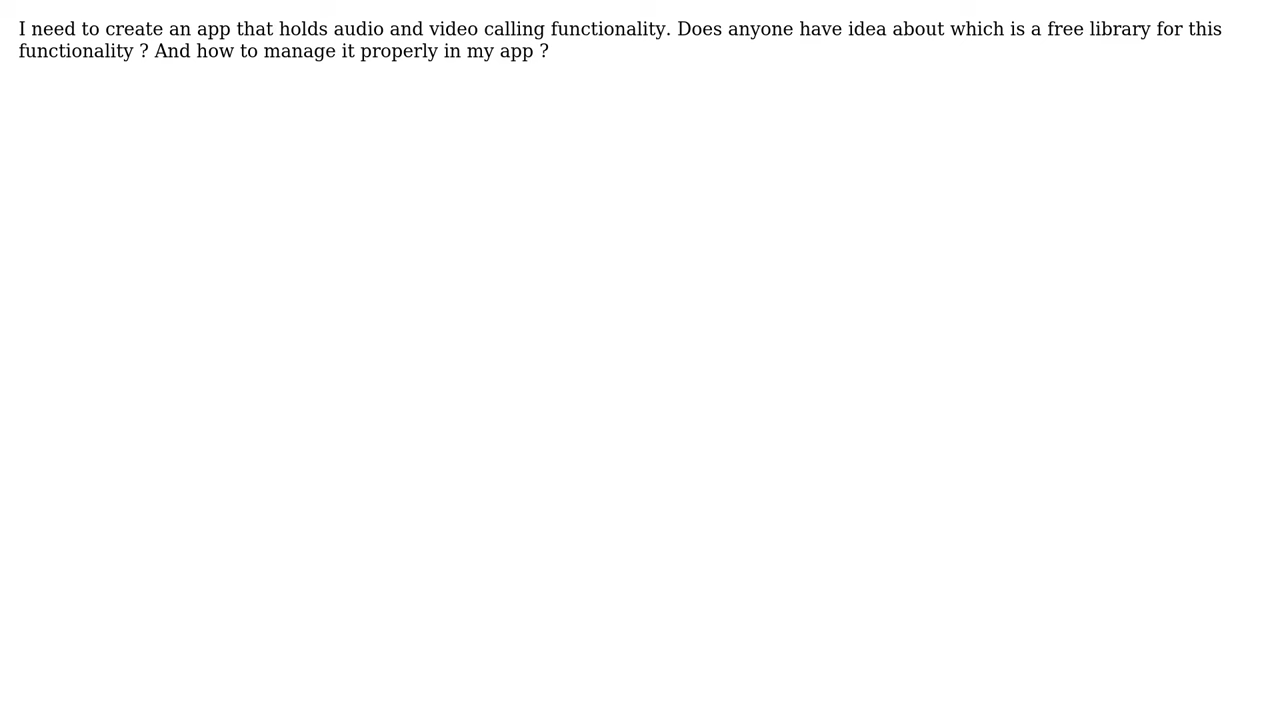 I need to create an app that holds audio and video calling functionality. Does anyone have idea about which is a free library for this
functionality ? And how to manage it properly in my app ?